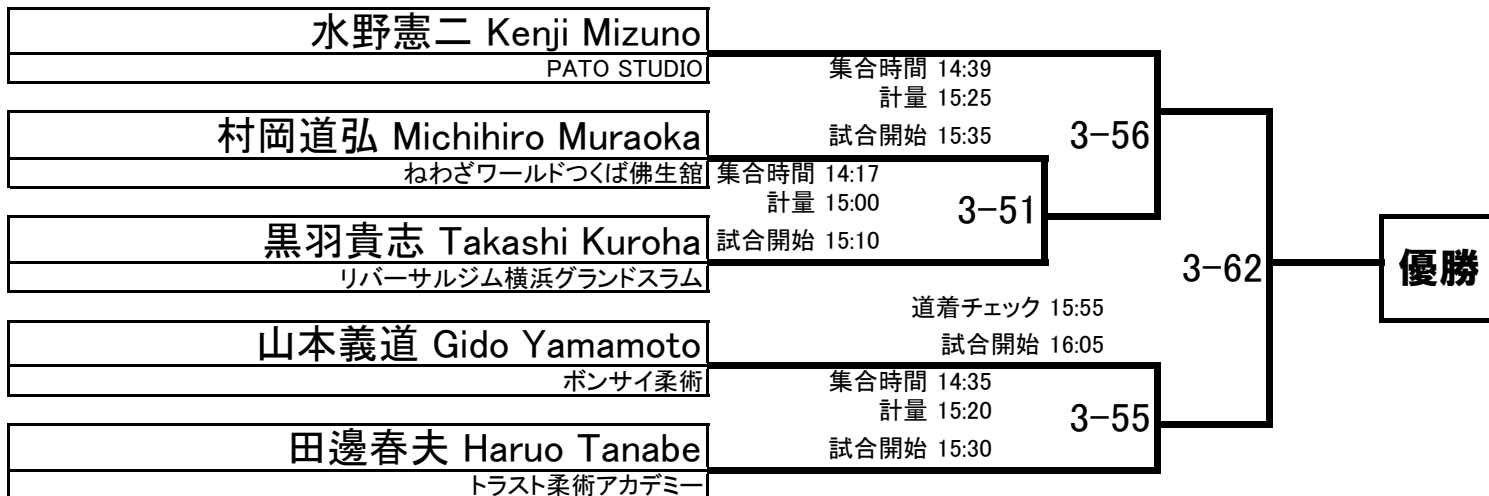 水野憲二 Kenji Mizuno
PATO STUDIO
集合時間 14:39
計量 15:25
試合開始 15:35
3-56
村岡道弘 Michihiro Muraoka
ねわざワールドつくば佛生舘
集合時間 14:17
計量 15:00
試合開始 15:10
3-51
黒羽貴志 Takashi Kuroha
リバーサルジム横浜グランドスラム
3-62
優勝
道着チェック 15:55
試合開始 16:05
山本義道 Gido Yamamoto
ボンサイ柔術
集合時間 14:35
計量 15:20
試合開始 15:30
3-55
田邊春夫 Haruo Tanabe
トラスト柔術アカデミー